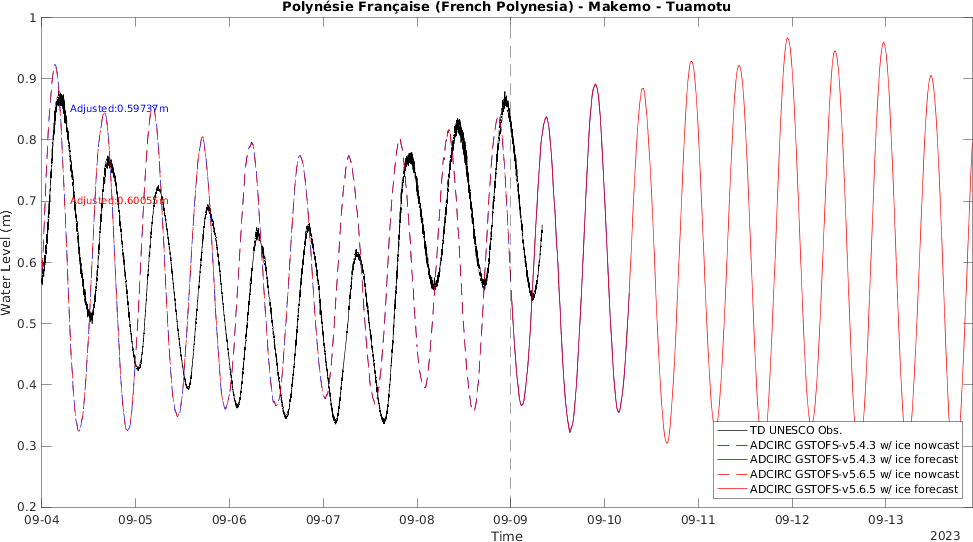 Polynésie Française (French Polynesia) - Makemo - Tuamotu
1
0.9
0.8
0.7
0.6
0.5
0.4
0.3
0.2
Water Level (m)
Adjusted:0.59737m
Adjusted:0.60055m
TD UNESCO Obs.
ADCIRC GSTOFS-v5.4.3 w/ ice nowcast
ADCIRC GSTOFS-v5.4.3 w/ ice forecast
ADCIRC GSTOFS-v5.6.5 w/ ice nowcast
ADCIRC GSTOFS-v5.6.5 w/ ice forecast
09-04 09-05 09-06 09-07 09-08 09-09 09-10 09-11 09-12 09-13
Time
2023